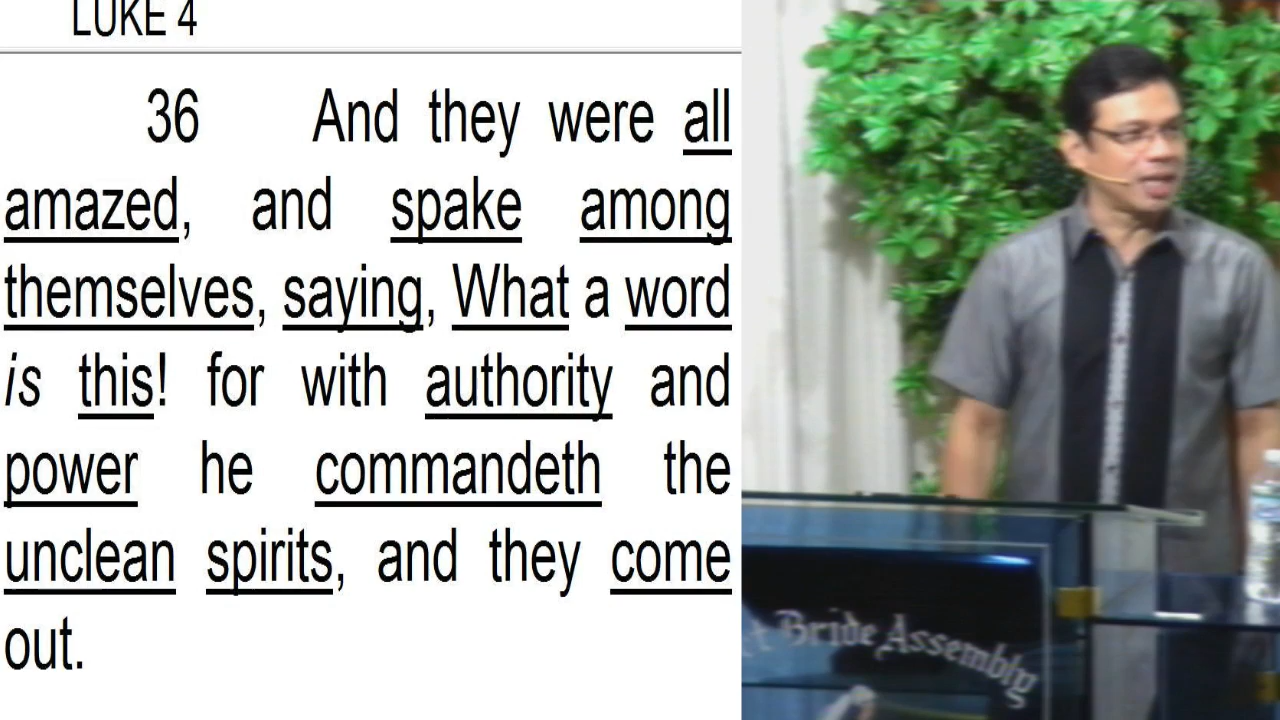 LUKE 4
36 And they were all
amazed, and spake among
themselves, saying, What a word
is this! for with authority and
power he commandeth the
unclean spirits, and they come
out.
Bride Assembly